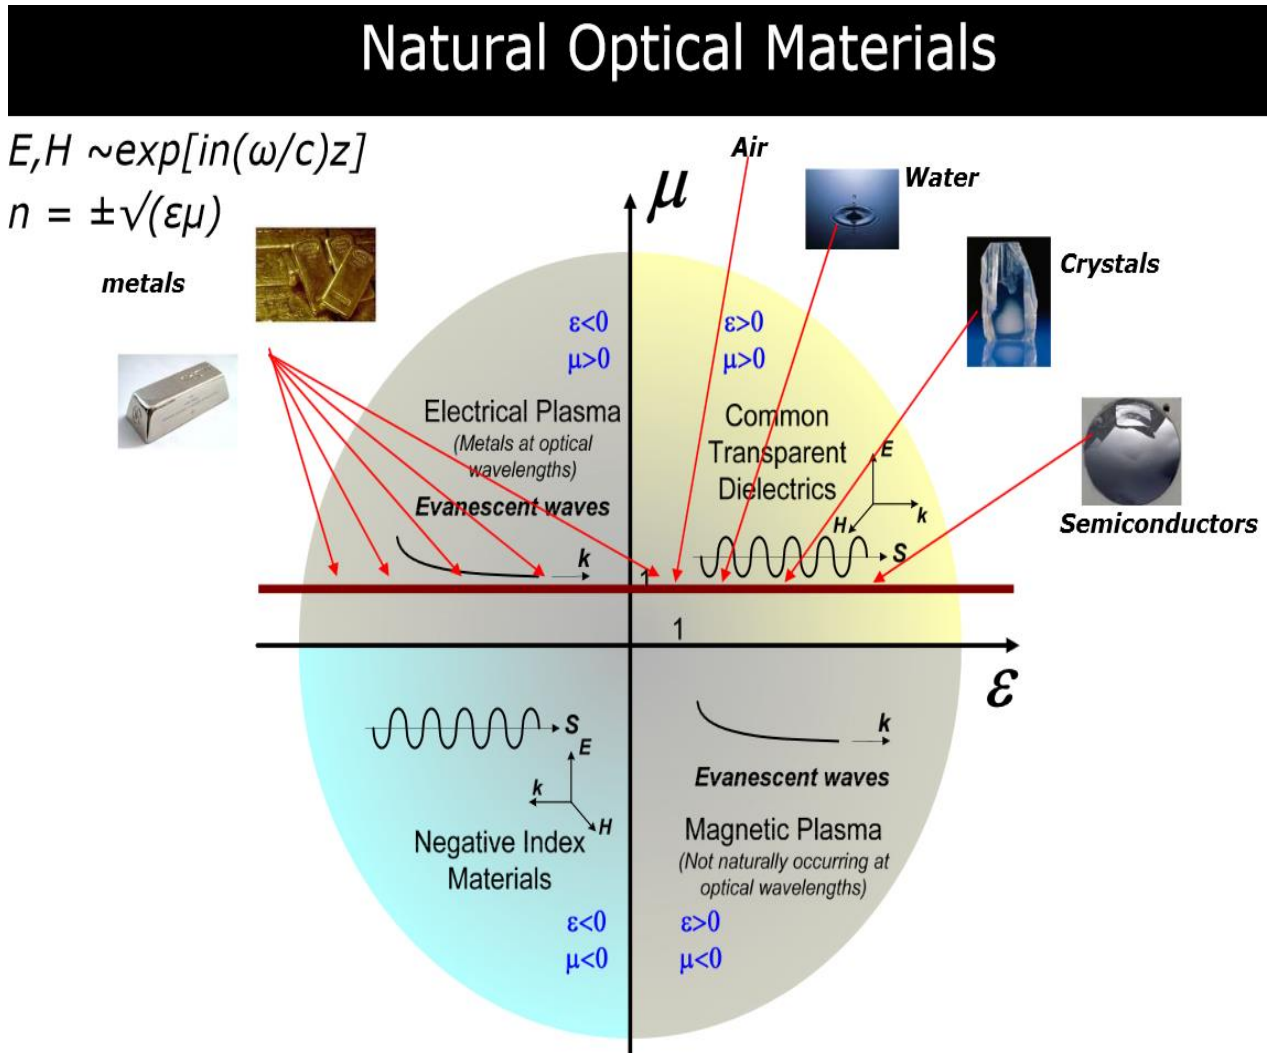 Natural Optical Materials
E,H ~exp[in(ω/c)z]
n = ±√(εμ)
metals
Air
Water
Crystals
Semiconductors
μ
ε<0
μ>0
ε>0
μ>0
Electrical Plasma
(Metals at optical
wavelengths)
Evanescent waves
k
Common
Transparent
Dielectrics
E
H
k
S
1
1
ε
S
E
k
H
Negative Index
Materials
ε<0
μ<0
k
Evanescent waves
Magnetic Plasma
(Not naturally occurring at
optical wavelengths)
ε>0
μ<0